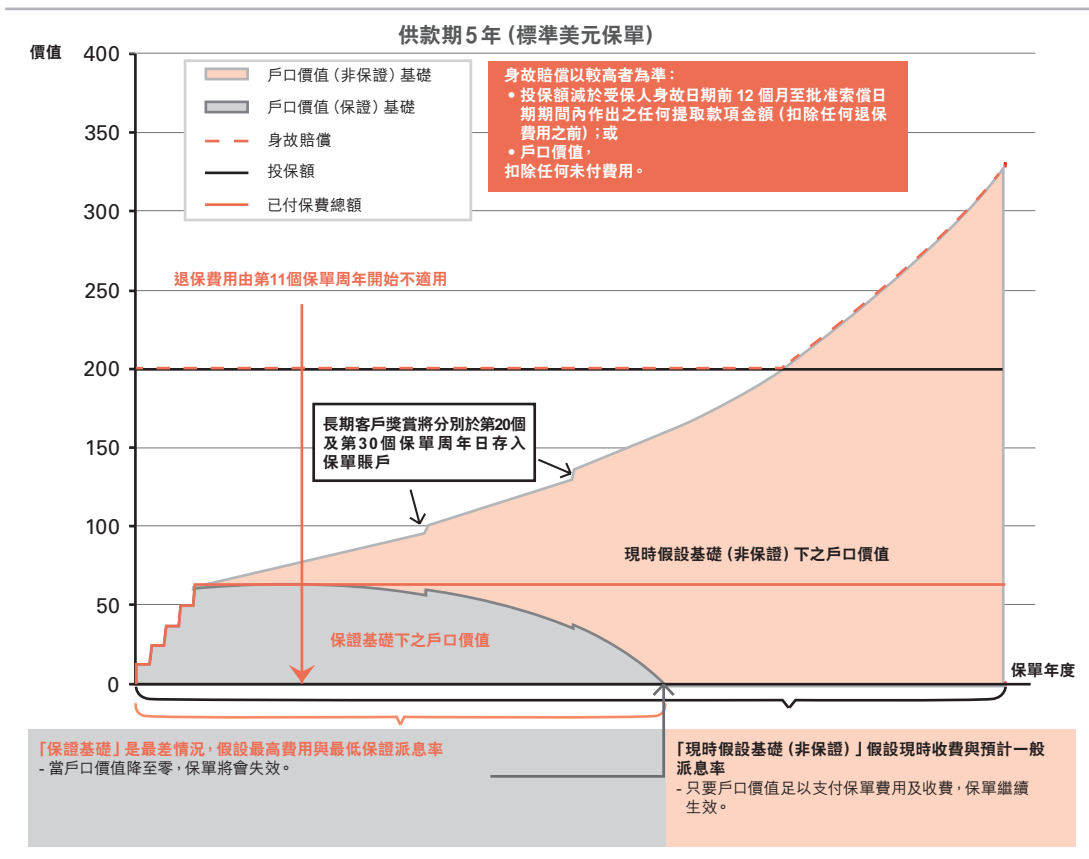 供款期5年（標準美元保單）
價值
400
350
300
250
200
150
100
50
0
戶口價值（非保證）基礎
戶口價值（保證）基礎
身故賠償
投保額
已付保費總額
身故賠償以較高者為準：
• 投保額減於受保人身故日期前 12 個月至批准索償日
期期間內作出之任何提取款項金額（扣除任何退保
費用之前）；或
• 戶口價值，
扣除任何未付費用。
退保費用由第11個保單周年開始不適用
長期客戶獎賞將分別於第20個
及第30個保單周年日存入
保單賬戶
現時假設基礎（非保證）下之戶口價值
保證基礎下之戶口價值
保單年度
「保證基礎」是最差情況，假設最高費用與最低保證派息率
- 當戶口價值降至零，保單將會失效。
「現時假設基礎（非保證）」假設現時收費與預計一般
派息率
- 只要戶口價值足以支付保單費用及收費，保單繼續
生效。